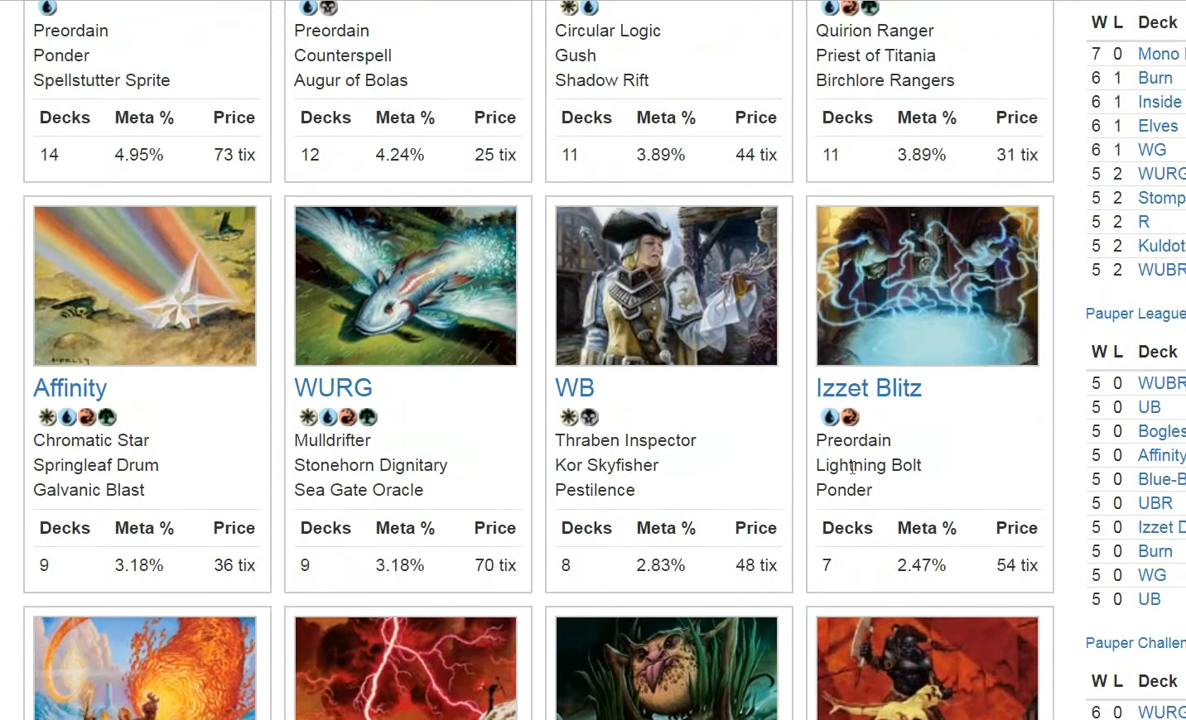 Preordain
Ponder
Spellstutter Sprite
Decks Meta % Price
14 4.95% 73 tix
Preordain
Counterspell
Augur of Bolas
Decks Meta % Price
12 4.24% 25 tix
Circular Logic
Gush
Shadow Rift
Decks Meta % Price
11 3.89% 44 tix
Quirion Ranger
Priest of Titania
Birchlore Rangers
Decks Meta % Price
11 3.89% 31 tix
Affinity
Chromatic Star
Springleaf Drum
Galvanic Blast
Decks Meta % Price
9 3.18% 36 tix
WURG
Mulldrifter
Stonehorn Dignitary
Sea Gate Oracle
Decks Meta % Price
9 3.18% 70 tix
WB
Thraben Inspector
Kor Skyfisher
Pestilence
Decks Meta % Price
8 2.83% 48 tix
Izzet Blitz
Preordain
Lightning Bolt
Ponder
Decks Meta % Price
7 2.47% 54 tix
W L Deck
7 0 Mono
6 1 Burn
6 1 Inside
6 1 Elves
6 1 WG
5 2 WURG
5 2 Stomp
5 2 R
5 2 Kuldot
5 2 WUBR
Pauper League
W L Deck
5 0 WUBR
5 0 UB
5 0 Bogles
5 0 Affinity
5 0 Blue-B
5 0 UBR
5 0 Izzet D
5 0 Burn
5 0 WG
5 0 UB
Pauper Challen
W L Deck
6 0 WURG